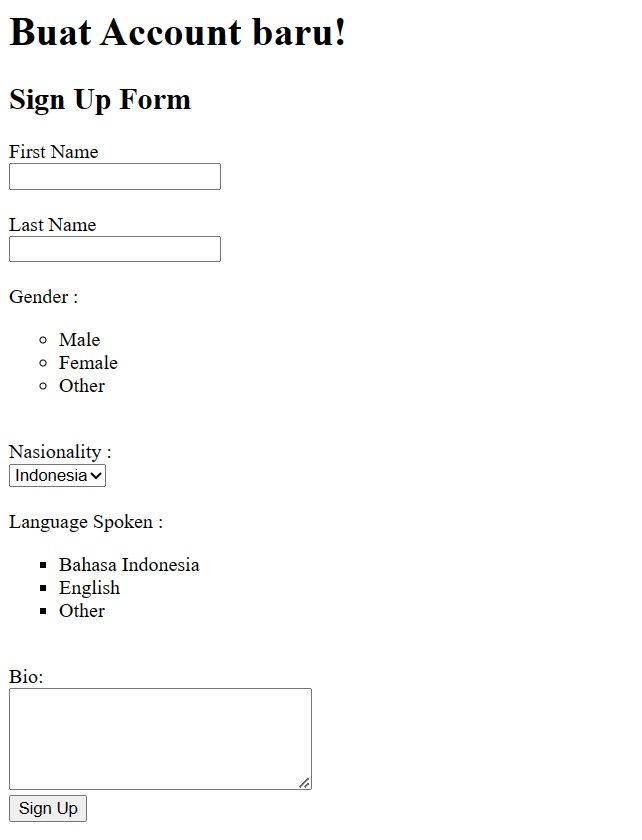 Buat Account baru!
Sign Up Form
First Name
Last Name
Gender :
Male
Female
Other
Nasionality :
Indonesia
Language Spoken :
Bahasa Indonesia
English
Other
Bio:
Sign Up